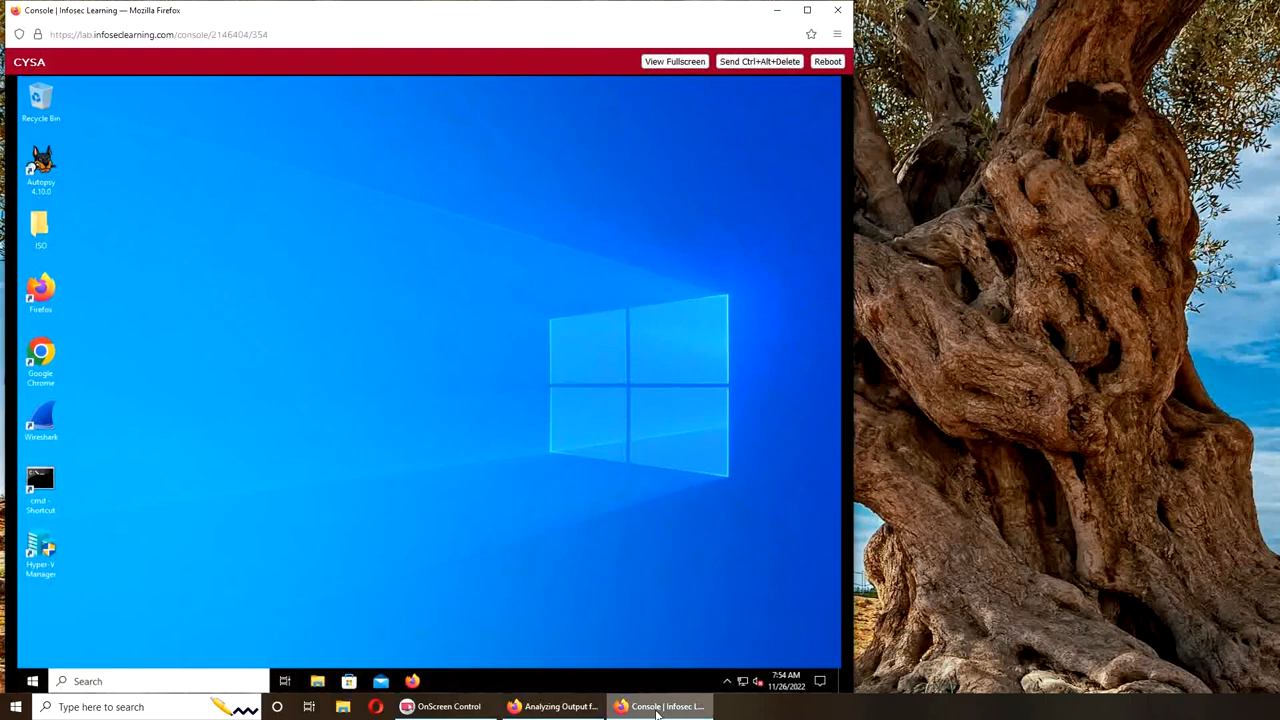 Console | Infosec Learning — Mozilla Firefox
https://lab.infoseclearning.com/console/2146404/354
CYSA
View Fullscreen
Send Ctrl+Alt+Delete
Reboot
Recycle Bin
Autopsy
4.10.0
ISO
Firefox
Google
Chrome
Wireshark
cmd -
Shortcut
Hyper-V
Manager
Search
7:54 AM
11/26/2022
Type here to search
OnScreen Control
Analyzing Output f...
Console | Infosec L...